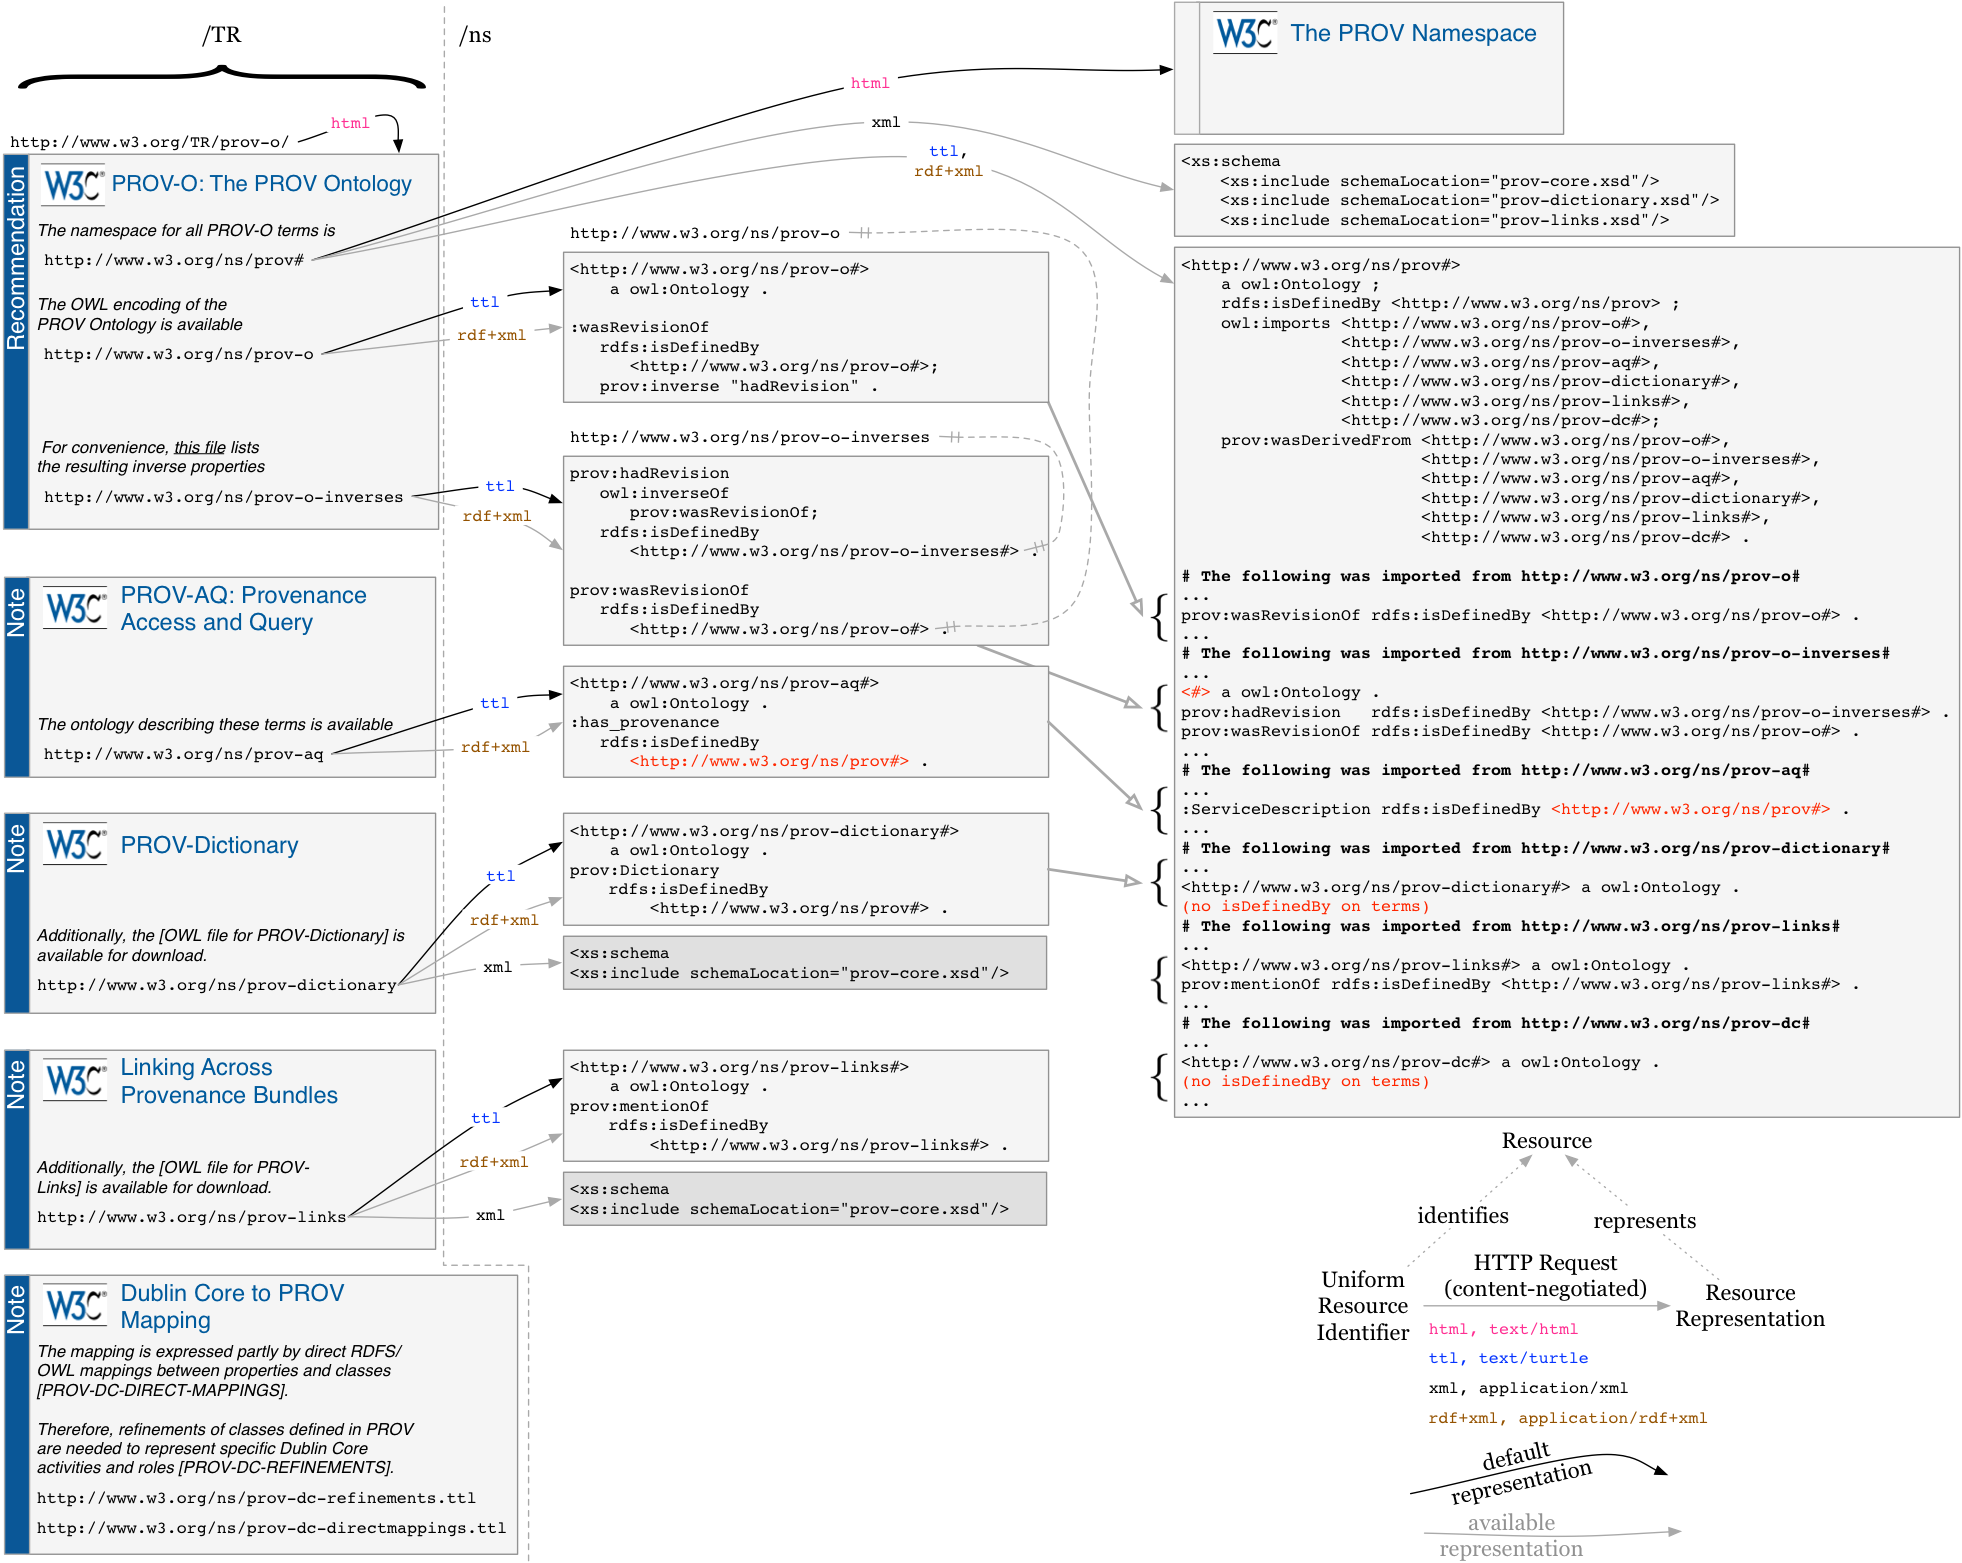 /TR
/ns
http://www.w3.org/TR/prov-o/
html
Recommendation
W3C®
PROV-O: The PROV Ontology
The namespace for all PROV-O terms is
http://www.w3.org/ns/prov#
The OWL encoding of the
PROV Ontology is available
http://www.w3.org/ns/prov-o
For convenience, this file lists
the resulting inverse properties
http://www.w3.org/ns/prov-o-inverses
Note
W3C®
PROV-AQ: Provenance
Access and Query
The ontology describing these terms is available
http://www.w3.org/ns/prov-aq
Note
W3C®
PROV-Dictionary
Additionally, the [OWL file for PROV-Dictionary] is
available for download.
http://www.w3.org/ns/prov-dictionary
Note
W3C®
Linking Across
Provenance Bundles
Additionally, the [OWL file for PROV-
Links] is available for download.
http://www.w3.org/ns/prov-links
Note
W3C®
Dublin Core to PROV
Mapping
The mapping is expressed partly by direct RDFS/
OWL mappings between properties and classes
[PROV-DC-DIRECT-MAPPINGS].
Therefore, refinements of classes defined in PROV
are needed to represent specific Dublin Core
activities and roles [PROV-DC-REFINEMENTS].
http://www.w3.org/ns/prov-dc-refinements.ttl
http://www.w3.org/ns/prov-dc-directmappings.ttl
html
xml
ttl,
rdf+xml
ttl
rdf+xml
ttl
rdf+xml
ttl
rdf+xml
ttl
rdf+xml
xml
ttl
rdf+xml
xml
http://www.w3.org/ns/prov-o
<http://www.w3.org/ns/prov-o#>
a owl:Ontology .
:wasRevisionOf
rdfs:isDefinedBy
<http://www.w3.org/ns/prov-o#>;
prov:inverse "hadRevision" .
http://www.w3.org/ns/prov-o-inverses
prov:hadRevision
owl:inverseOf
prov:wasRevisionOf;
rdfs:isDefinedBy
<http://www.w3.org/ns/prov-o-inverses#> .
prov:wasRevisionOf
rdfs:isDefinedBy
<http://www.w3.org/ns/prov-o#> .
<http://www.w3.org/ns/prov-aq#>
a owl:Ontology .
:has_provenance
rdfs:isDefinedBy
<http://www.w3.org/ns/prov#> .
<http://www.w3.org/ns/prov-dictionary#>
a owl:Ontology .
prov:Dictionary
rdfs:isDefinedBy
<http://www.w3.org/ns/prov#> .
<xs:schema
<xs:include schemaLocation="prov-core.xsd"/>
<http://www.w3.org/ns/prov-links#>
a owl:Ontology .
prov:mentionOf
rdfs:isDefinedBy
<http://www.w3.org/ns/prov-links#> .
<xs:schema
<xs:include schemaLocation="prov-core.xsd"/>
W3C®
The PROV Namespace
<xs:schema
<xs:include schemaLocation="prov-core.xsd"/>
<xs:include schemaLocation="prov-dictionary.xsd"/>
<xs:include schemaLocation="prov-links.xsd"/>
<http://www.w3.org/ns/prov#>
a owl:Ontology ;
rdfs:isDefinedBy <http://www.w3.org/ns/prov> ;
owl:imports <http://www.w3.org/ns/prov-o#>,
<http://www.w3.org/ns/prov-o-inverses#>,
<http://www.w3.org/ns/prov-aq#>,
<http://www.w3.org/ns/prov-dictionary#>,
<http://www.w3.org/ns/prov-links#>,
<http://www.w3.org/ns/prov-dc#>;
prov:wasDerivedFrom <http://www.w3.org/ns/prov-o#>,
<http://www.w3.org/ns/prov-o-inverses#>,
<http://www.w3.org/ns/prov-aq#>,
<http://www.w3.org/ns/prov-dictionary#>,
<http://www.w3.org/ns/prov-links#>,
<http://www.w3.org/ns/prov-dc#> .
# The following was imported from http://www.w3.org/ns/prov-o#
...
prov:wasRevisionOf rdfs:isDefinedBy <http://www.w3.org/ns/prov-o#> .
...
# The following was imported from http://www.w3.org/ns/prov-o-inverses#
...
<#> a owl:Ontology .
prov:hadRevision rdfs:isDefinedBy <http://www.w3.org/ns/prov-o-inverses#> .
prov:wasRevisionOf rdfs:isDefinedBy <http://www.w3.org/ns/prov-o#> .
...
# The following was imported from http://www.w3.org/ns/prov-aq#
...
:ServiceDescription rdfs:isDefinedBy <http://www.w3.org/ns/prov#> .
...
# The following was imported from http://www.w3.org/ns/prov-dictionary#
...
<http://www.w3.org/ns/prov-dictionary#> a owl:Ontology .
(no isDefinedBy on terms)
# The following was imported from http://www.w3.org/ns/prov-links#
...
<http://www.w3.org/ns/prov-links#> a owl:Ontology .
prov:mentionOf rdfs:isDefinedBy <http://www.w3.org/ns/prov-links#> .
...
# The following was imported from http://www.w3.org/ns/prov-dc#
...
<http://www.w3.org/ns/prov-dc#> a owl:Ontology .
(no isDefinedBy on terms)
...
Resource
identifies
represents
HTTP Request
(content-negotiated)
Uniform
Resource
Identifier
Resource
Representation
html, text/html
ttl, text/turtle
xml, application/xml
rdf+xml, application/rdf+xml
default
representation
available
representation